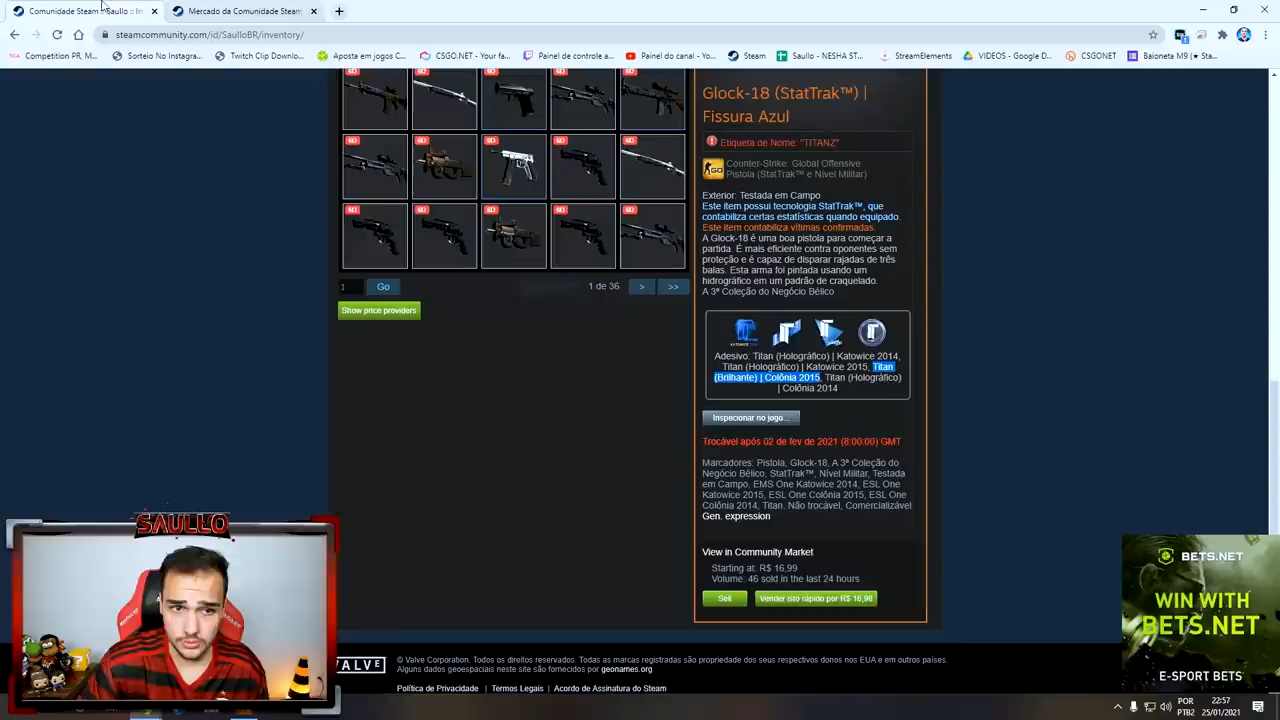 Comunidade Steam
Saullo :: In
Mercado da Comunidade Steam
steamcommunity.com/id/SaulloBR/inventory/
Competition PR, M...
Sorteio No Instagra...
Twitch Clip Downlo...
Aposta em jogos C...
CSGO.NET - Your fa...
Painel de controle a...
Painel do canal - Yo...
Steam
Saullo - NESHA ST...
StreamElements
VIDEOS - Google D...
CSGONET
Baioneta M9 (★ Sta...
Glock-18 (StatTrak™) |
Fissura Azul
Etiqueta de Nome: "TITANZ"
GO
Counter-Strike: Global Offensive
Pistola (StatTrak™ e Nível Militar)
Exterior: Testada em Campo
Este item possui tecnologia StatTrak™, que
contabiliza certas estatísticas quando equipado.
Este item contabiliza vítimas confirmadas.
A Glock-18 é uma boa pistola para começar a
partida. É mais eficiente contra oponentes sem
proteção e é capaz de disparar rajadas de três
balas. Esta arma foi pintada usando um
hidrográfico em um padrão de craquelado.
A 3ª Coleção do Negócio Bélico
1
Go
1 de 36
>
>>
Show price providers
Adesivo: Titan (Holográfico) | Katowice 2014,
Titan (Holográfico) | Katowice 2015, Titan
(Brilhante) | Colônia 2015, Titan (Holográfico)
| Colônia 2014
Inspecionar no jogo...
Trocável após 02 de fev de 2021 (8:00:00) GMT
Marcadores: Pistola, Glock-18, A 3ª Coleção do
Negócio Bélico, StatTrak™, Nível Militar, Testada
em Campo, EMS One Katowice 2014, ESL One
Katowice 2015, ESL One Colônia 2015, ESL One
Colônia 2014, Titan, Não trocável, Comercializável
Gen. expression
View in Community Market
Starting at: R$ 16,99
Volume: 46 sold in the last 24 hours
Sell
Vender isto rápido por R$ 16,98
SAULLO
BETS.NET
WIN WITH
BETS.NET
E-SPORT BETS
VALVE
© Valve Corporation. Todos os direitos reservados. Todas as marcas registradas são propriedade dos seus respectivos donos nos EUA e em outros países.
Alguns dados geoespaciais neste site são fornecidos por geonames.org.
Política de Privacidade | Termos Legais | Acordo de Assinatura do Steam
POR
PTB2
22:57
25/01/2021